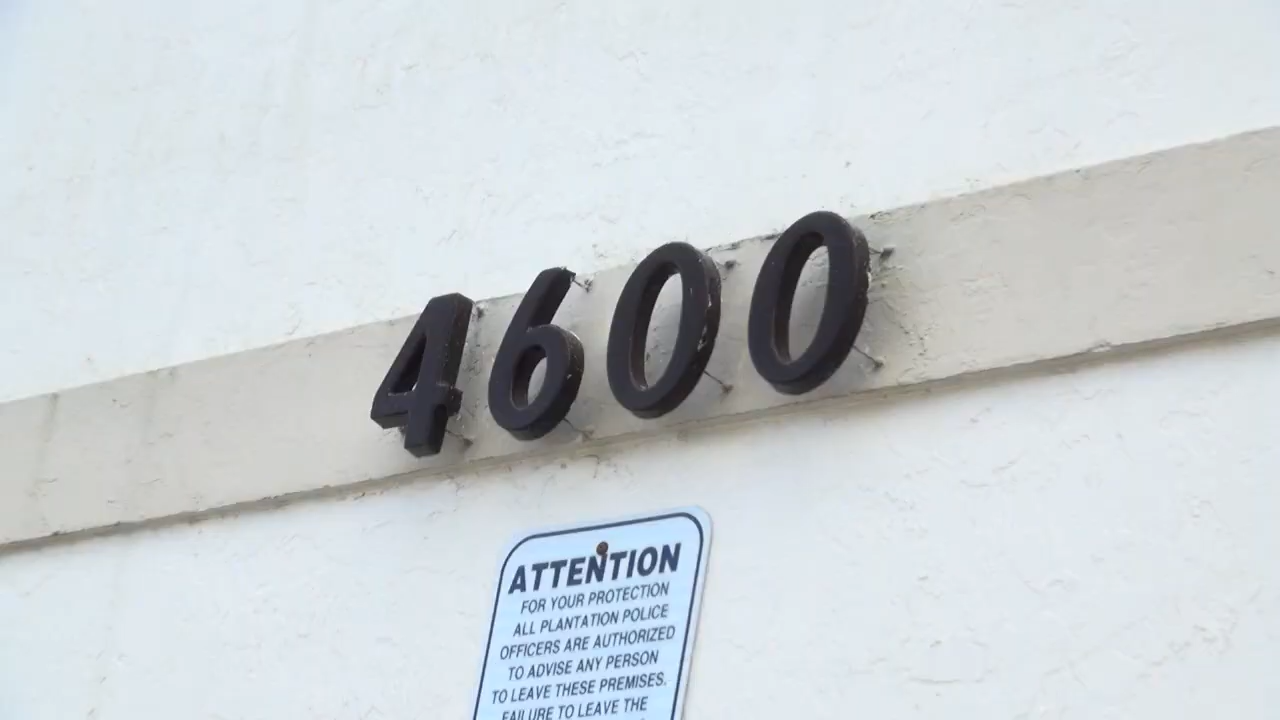 4600
ATTENTION
FOR YOUR PROTECTION
ALL PLANTATION POLICE
OFFICERS ARE AUTHORIZED
TO ADVISE ANY PERSON
TO LEAVE THESE PREMISES.
FAILURE TO LEAVE THE